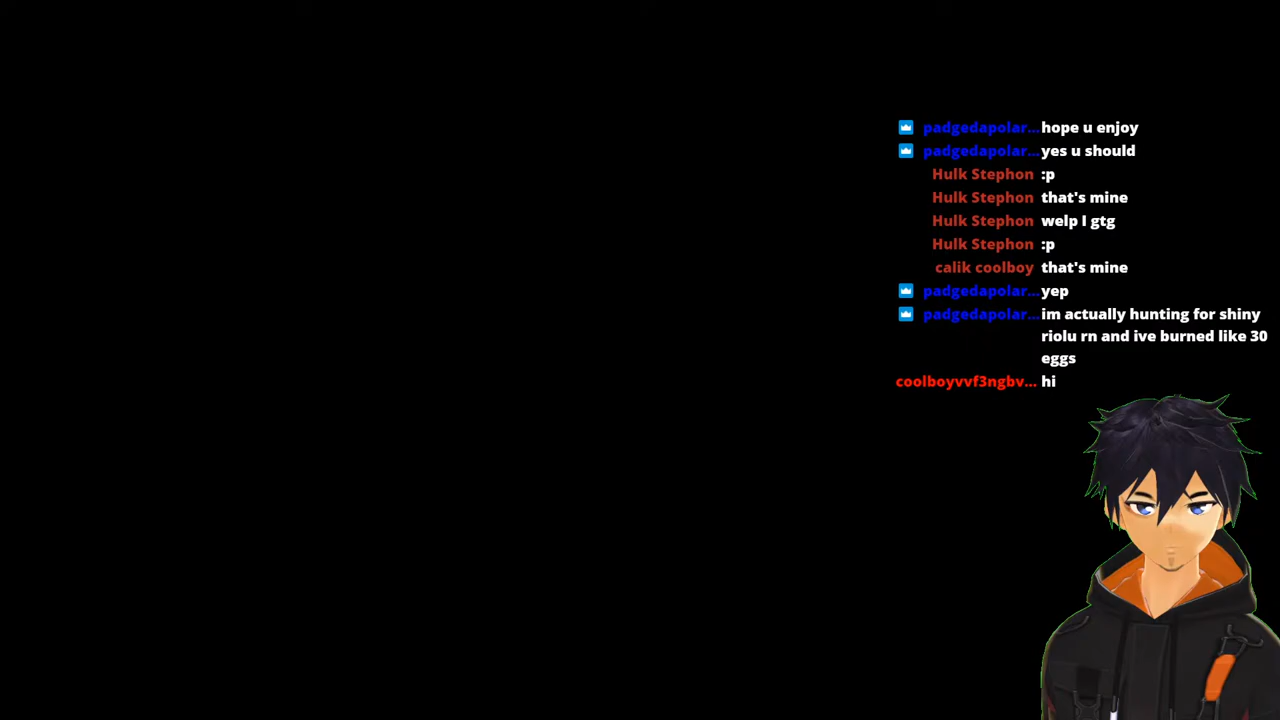 padgedapolar... hope u enjoy
padgedapolar... yes u should
Hulk Stephon :p
Hulk Stephon that's mine
Hulk Stephon welp I gtg
Hulk Stephon :p
calik coolboy that's mine
padgedapolar... yep
padgedapolar... im actually hunting for shiny
riolu rn and ive burned like 30
eggs
coolboyvvf3ngbv... hi